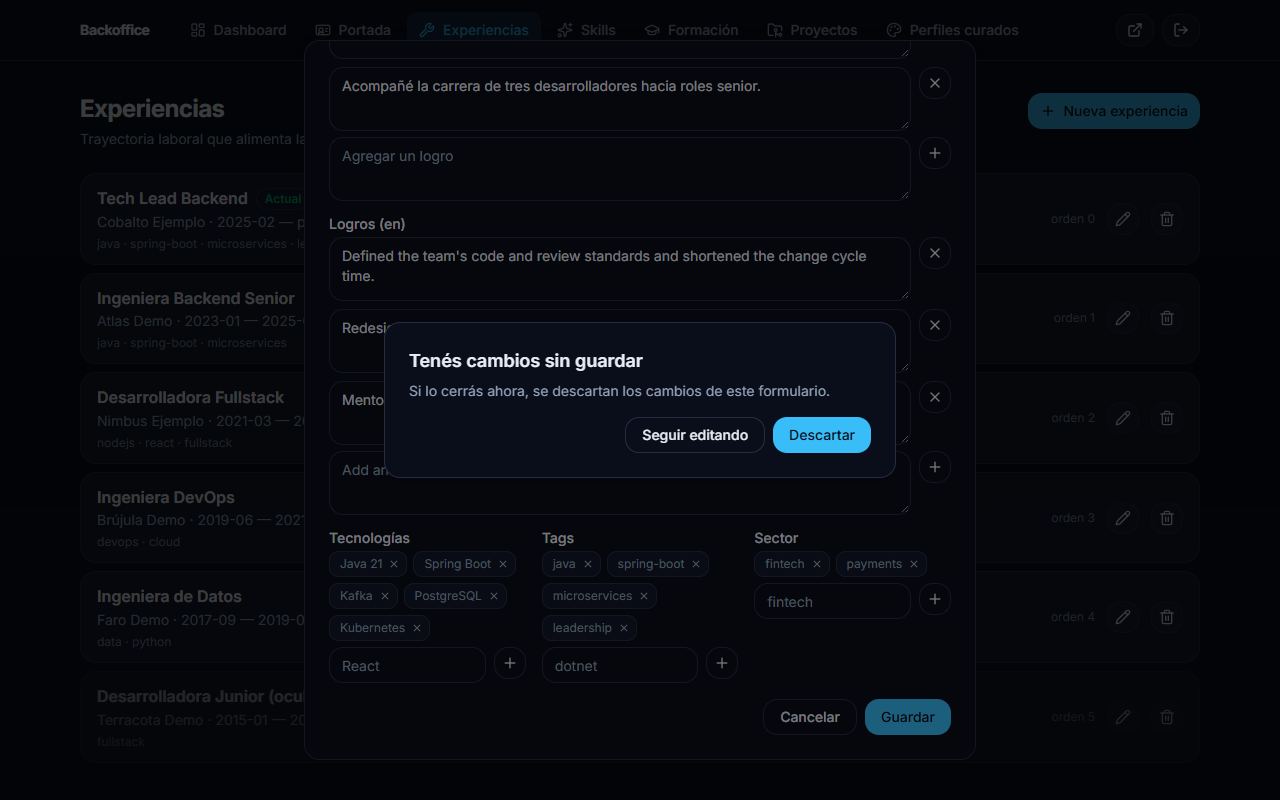 Backoffice
Dashboard
Portada
Experiencias
Skills
Formación
Proyectos
Perfiles curados
Experiencias
Trayectoria laboral que alimenta la
Nueva experiencia
Tech Lead Backend
Actual
Cobalto Ejemplo · 2025-02 —
java · spring-boot · microservices ·
orden 0
Ingeniera Backend Senior
Atlas Demo · 2023-01 — 2025-
java · spring-boot · microservices
orden 1
Desarrolladora Fullstack
Nimbus Ejemplo · 2021-03 —
nodejs · react · fullstack
orden 2
Ingeniera DevOps
Brújula Demo · 2019-06 —
devops · cloud
orden 3
Ingeniera de Datos
Faro Demo · 2017-09 — 2019-
data · python
orden 4
Desarrolladora Junior
Terracota Demo · 2015-01 —
fullstack
orden 5
Acompañé la carrera de tres desarrolladores hacia roles senior.
Agregar un logro
Logros (en)
Defined the team's code and review standards and shortened the change cycle
time.
Tenés cambios sin guardar
Si lo cerrás ahora, se descartan los cambios de este formulario.
Seguir editando
Descartar
Add
Tecnologías
Java 21
Spring Boot
Kafka
PostgreSQL
Kubernetes
React
Tags
java
spring-boot
microservices
leadership
dotnet
Sector
fintech
payments
fintech
Cancelar
Guardar